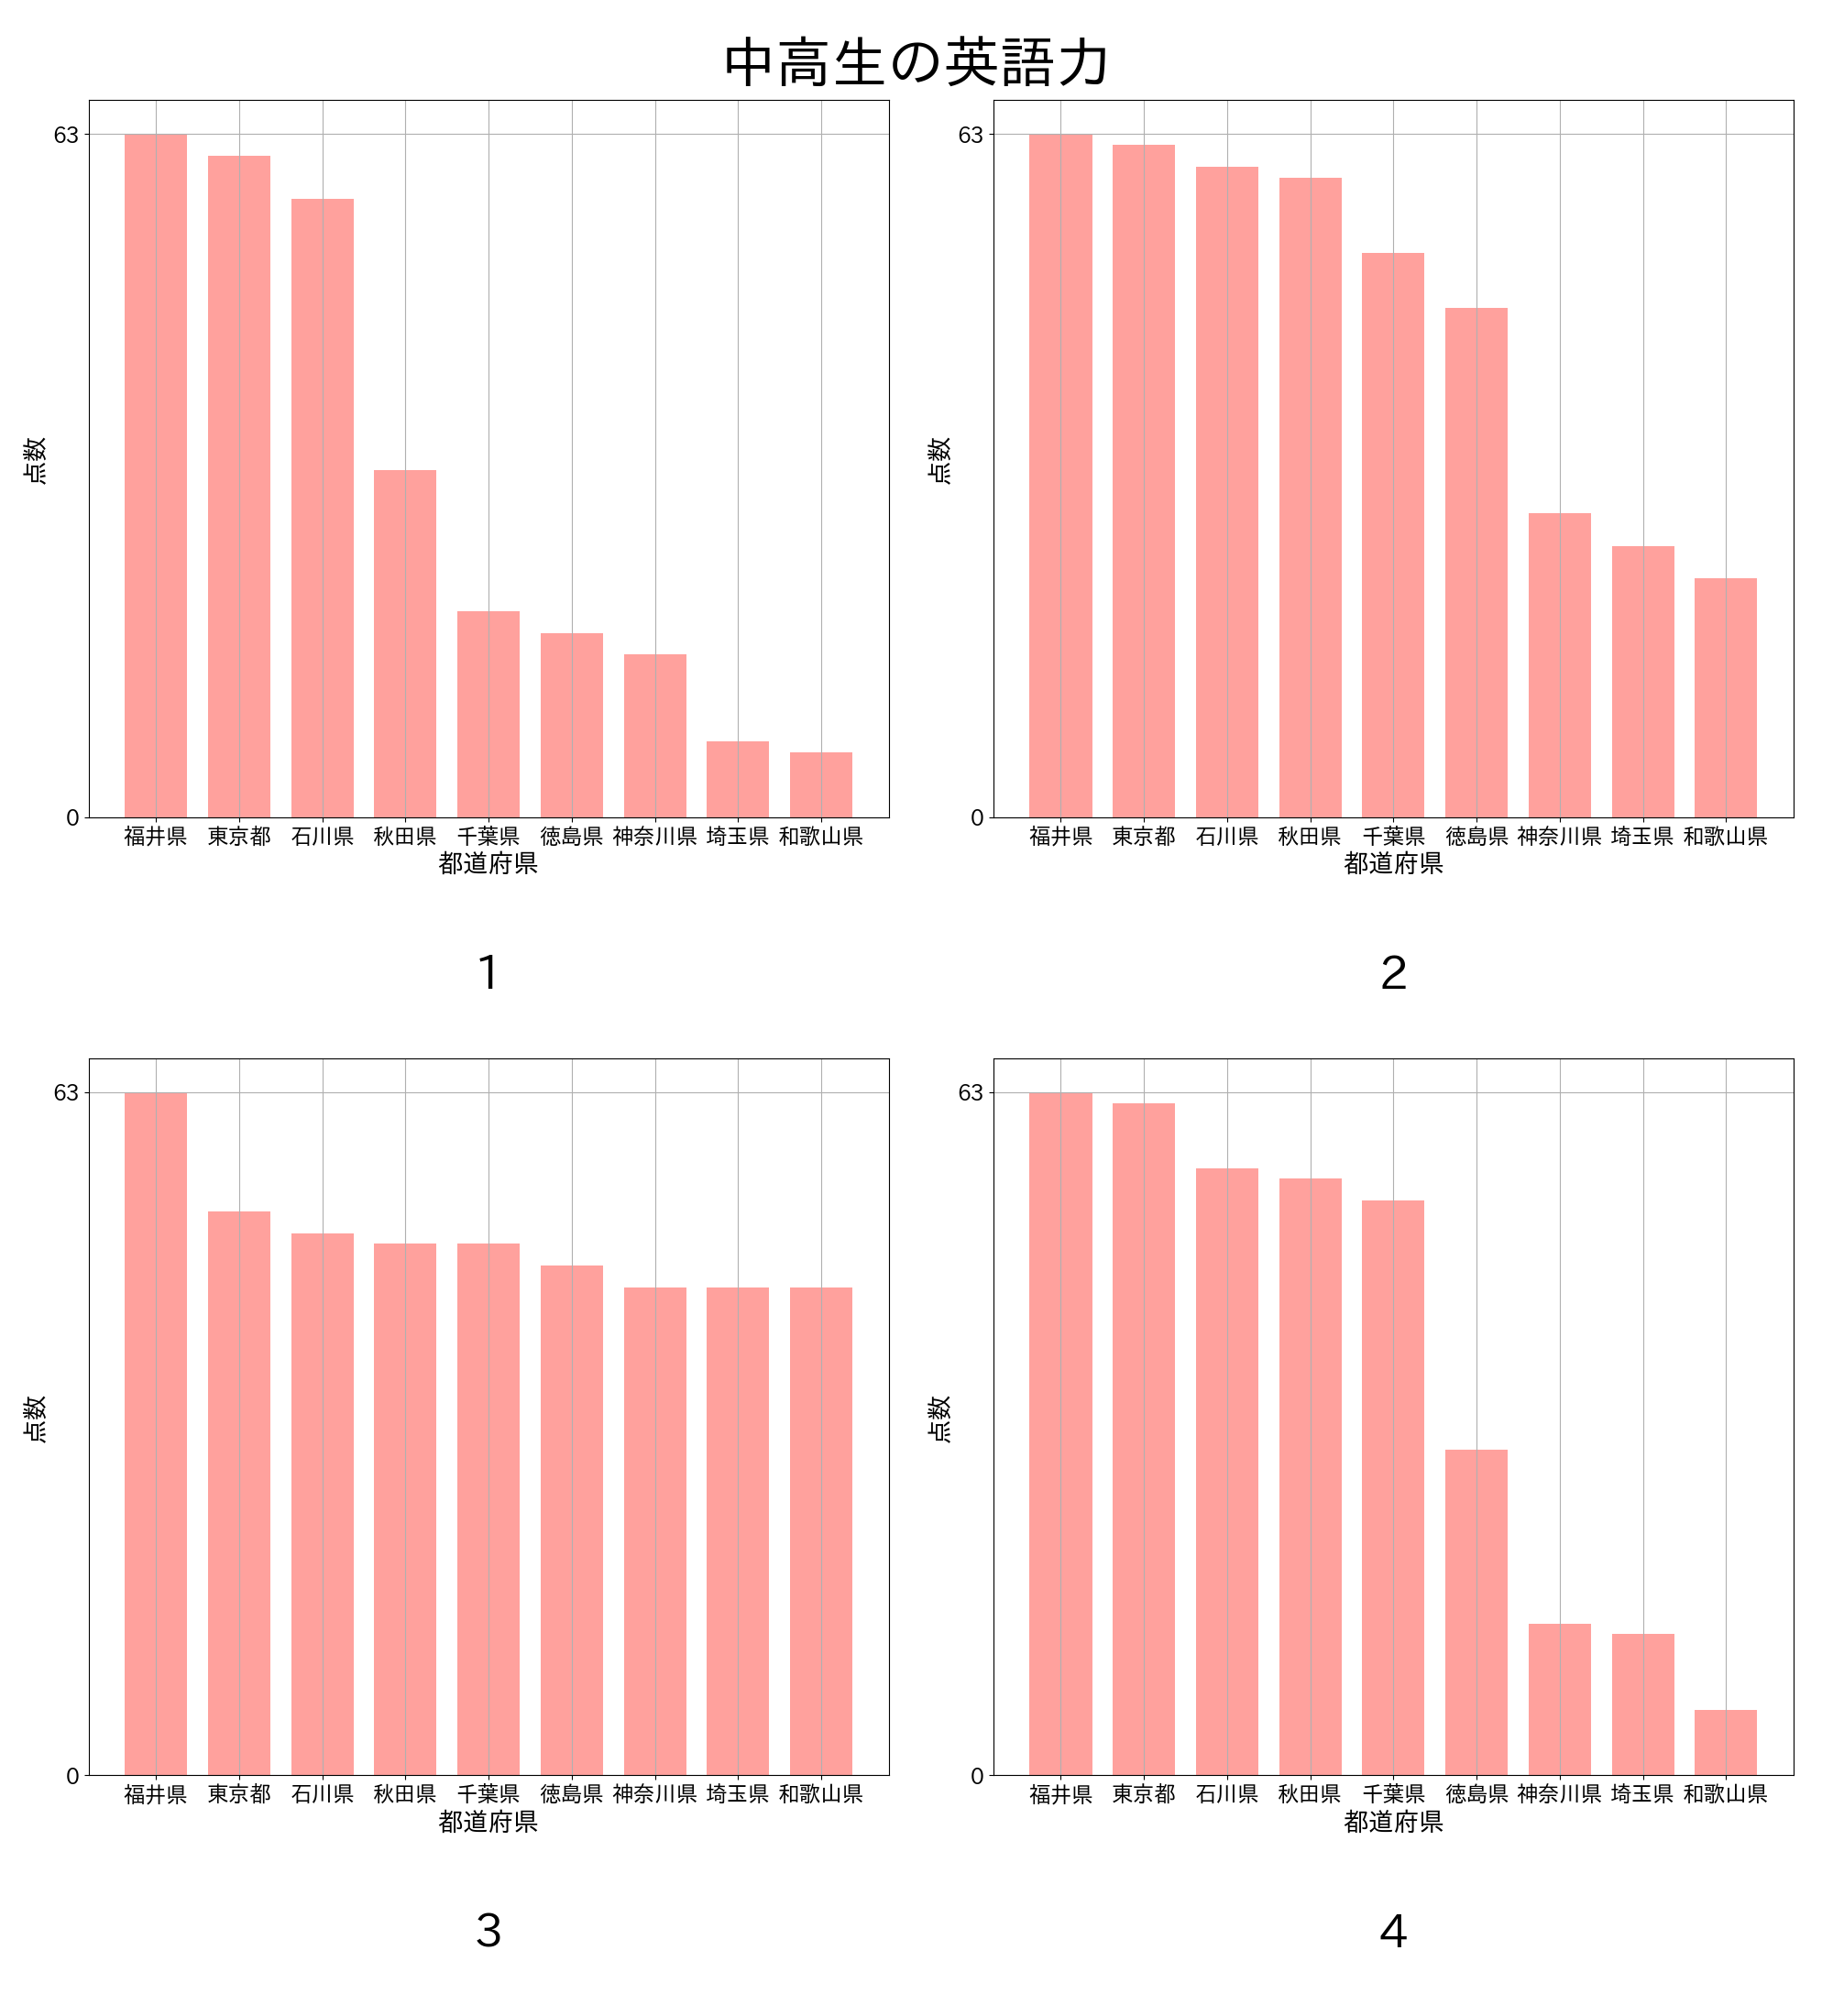 中高生の英語力
63
0
点数
福井県 東京都 石川県 秋田県 千葉県 徳島県 神奈川県 埼玉県 和歌山県
都道府県
1
63
0
点数
福井県 東京都 石川県 秋田県 千葉県 徳島県 神奈川県 埼玉県 和歌山県
都道府県
2
63
0
点数
福井県 東京都 石川県 秋田県 千葉県 徳島県 神奈川県 埼玉県 和歌山県
都道府県
3
63
0
点数
福井県 東京都 石川県 秋田県 千葉県 徳島県 神奈川県 埼玉県 和歌山県
都道府県
4